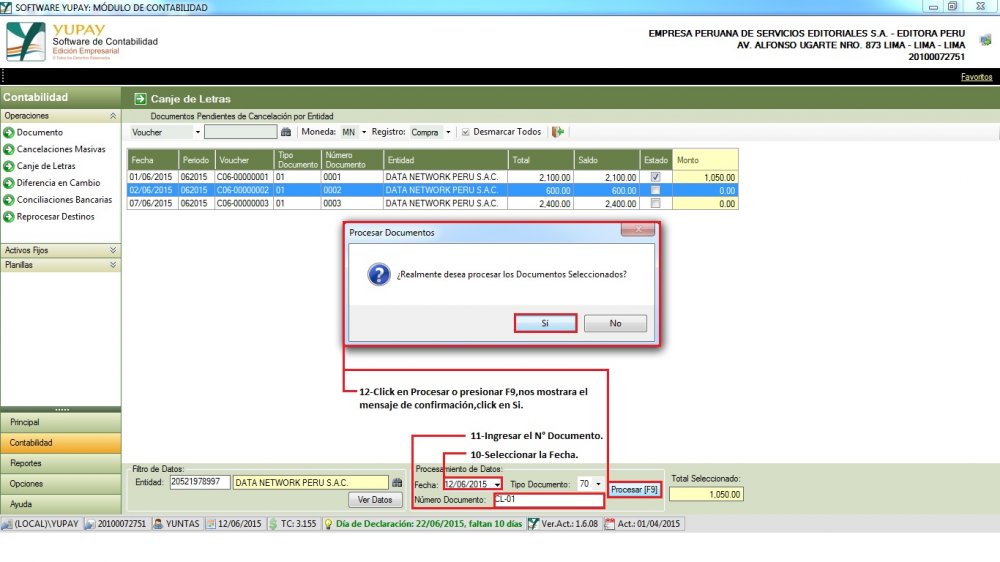 SOFTWARE YUPAY: MÓDULO DE CONTABILIDAD
YUPAY
Software de Contabilidad
Edición Empresarial
© Todos los Derechos Reservados
EMPRESA PERUANA DE SERVICIOS EDITORIALES S.A. - EDITORA PERU
AV. ALFONSO UGARTE NRO. 873 LIMA - LIMA - LIMA
20100072751
Favoritos
Contabilidad
Operaciones
Documento
Cancelaciones Masivas
Canje de Letras
Diferencia en Cambio
Conciliaciones Bancarias
Reprocesar Destinos
Activos Fijos
Planillas
Principal
Contabilidad
Reportes
Opciones
Ayuda
Canje de Letras
Documentos Pendientes de Cancelación por Entidad
Voucher Moneda: MN Registro: Compra Desmarcar Todos
Fecha Periodo Voucher Tipo Documento Número Documento Entidad Total Saldo Estado Monto
01/06/2015 062015 C06-00000001 01 0001 DATA NETWORK PERU S.A.C. 2,100.00 2,100.00 1,050.00
02/06/2015 062015 C06-00000002 01 0002 DATA NETWORK PERU S.A.C. 600.00 600.00 0.00
07/06/2015 062015 C06-00000003 01 0003 DATA NETWORK PERU S.A.C. 2,400.00 2,400.00 0.00
Procesar Documentos
¿Realmente desea procesar los Documentos Seleccionados?
Sí No
12-Click en Procesar o presionar F9,nos mostrara el
mensaje de confirmación,click en Si.
11-Ingresar el N° Documento.
10-Seleccionar la Fecha.
Filtro de Datos:
Entidad: 20521978997 DATA NETWORK PERU S.A.C.
Ver Datos
Procesamiento de Datos:
Fecha: 12/06/2015 Tipo Documento: 70
Número Documento: CL-01
Procesar [F9]
Total Seleccionado:
1,050.00
(LOCAL)\YUPAY 20100072751 YUNTAS 12/06/2015 TC: 3.155 Día de Declaración: 22/06/2015, faltan 10 días Ver.Act.: 1.6.08 Act.: 01/04/2015